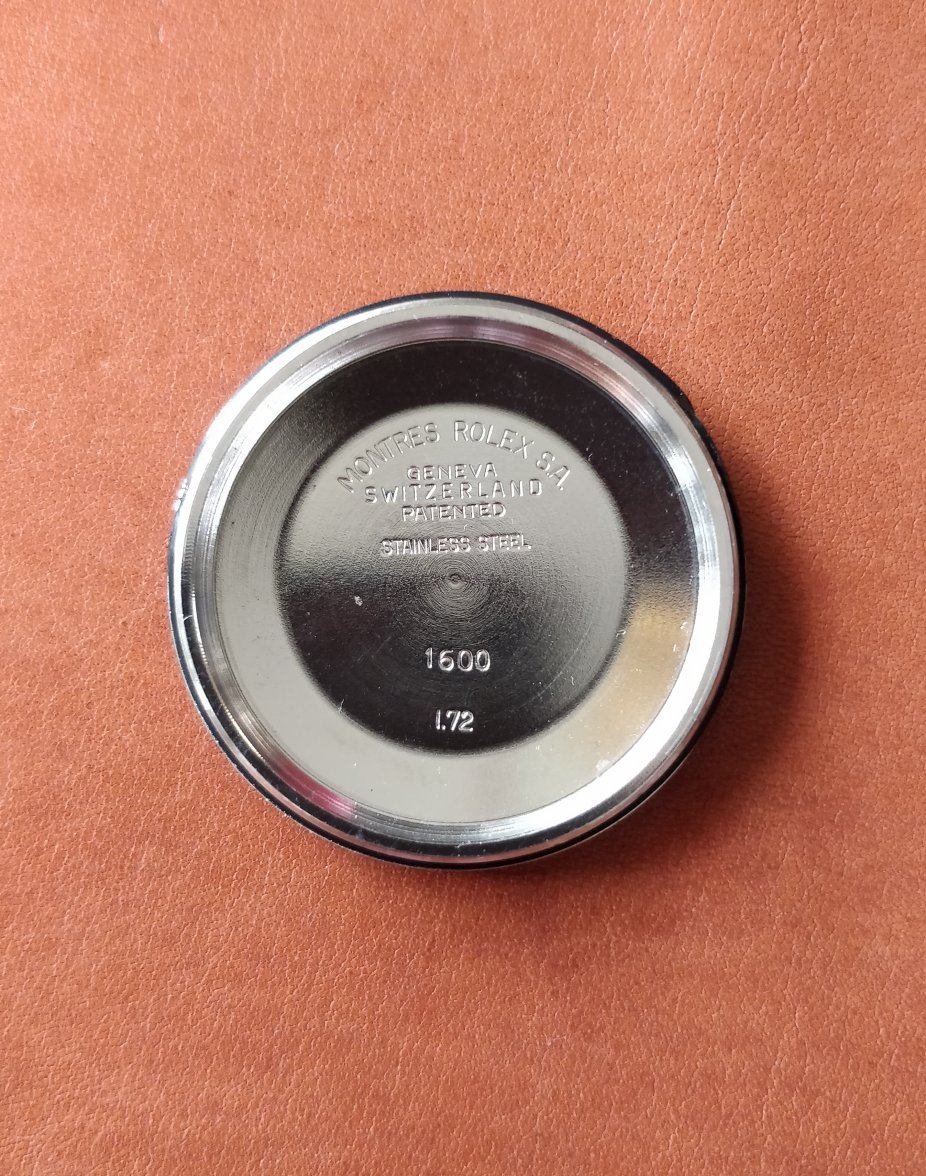 MONTRES ROLEX S.A.
GENEVA
SWITZERLAND
PATENTED
STAINLESS STEEL
1600
I.72